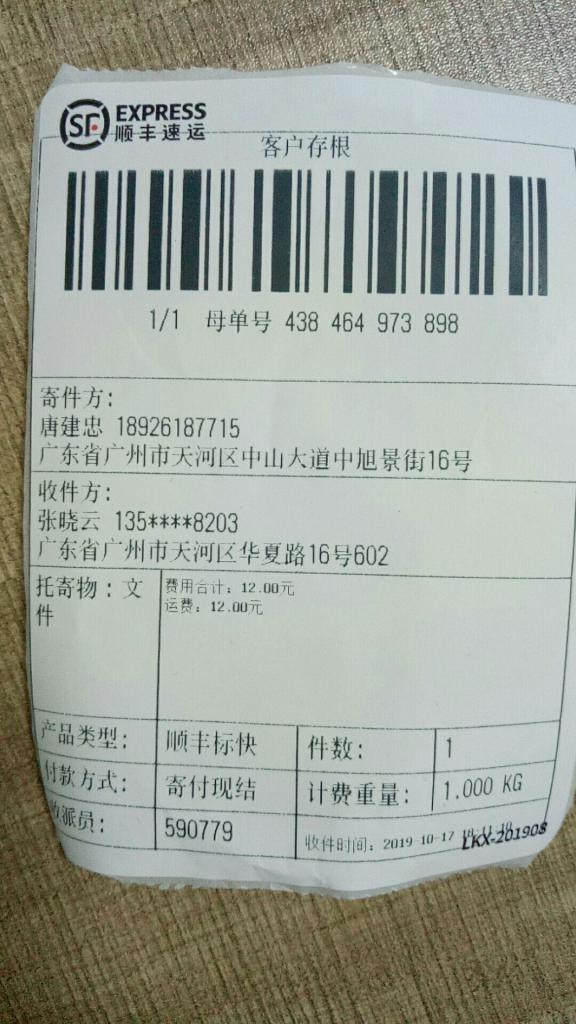 SF EXPRESS
顺丰速运
客户存根
1/1 母单号 438 464 973 898
寄件方：
唐建忠 18926187715
广东省广州市天河区中山大道中旭景街16号
收件方：
张晓云 135****8203
广东省广州市天河区华夏路16号602
托寄物：文
件
费用合计：12.00元
运费：12.00元
产品类型： 顺丰标快 件数： 1
付款方式： 寄付现结 计费重量： 1.000 KG
收派员： 590779 收件时间：2019-10-17
LKX-201908